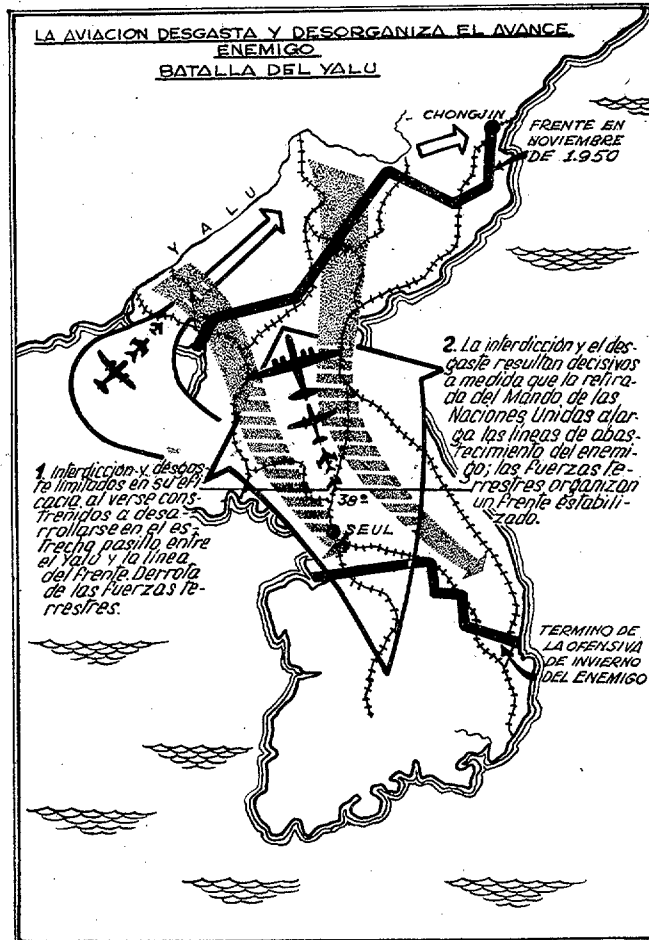 LA AVIACION DESGASTA Y DESORGANIZA EL AVANCE
ENEMIGO
BATALLA DEL YALU
CHONGJIN
FRENTE EN
NOVIEMBRE
DE 1.950
YALU
2. La interdicción y el des-
gaste resultan decisivos
a medida que la retira-
da del Mando de las
Naciones Unidas alar-
ga las líneas de abas-
tecimiento del enemi-
go; las fuerzas te-
rrestres organizan
un frente estabili-
zado.
1. Interdicción y desgas-
te limitados en su efi-
cacia al verse cons-
treñidos a desa-
rrollarse en el es-
trecho pasillo entre
el Yalu y la línea
del frente. Derrota
de las fuerzas te-
rrestres.
38º
SEUL
TERMINO DE
LA OFENSIVA
DE INVIERNO
DEL ENEMIGO